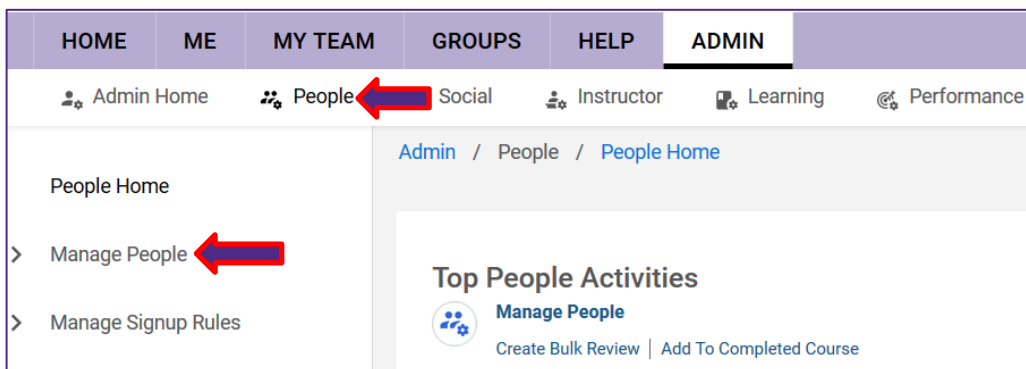 HOME ME MY TEAM GROUPS HELP ADMIN
Admin Home People Social Instructor Learning Performance
Admin / People / People Home
People Home
Manage People
Manage Signup Rules
Top People Activities
Manage People
Create Bulk Review | Add To Completed Course